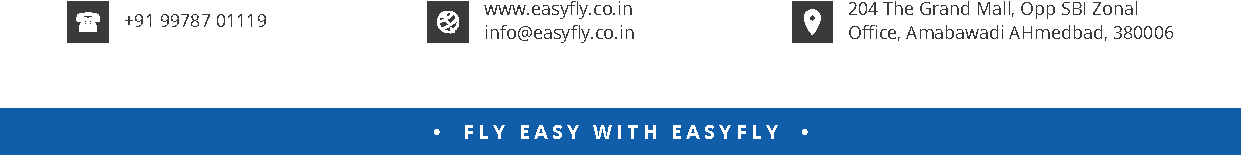 +91 99787 01119
www.easyfly.co.in
info@easyfly.co.in
204 The Grand Mall, Opp SBI Zonal
Office, Amabawadi AHmedbad, 380006
• FLY EASY WITH EASYFLY •